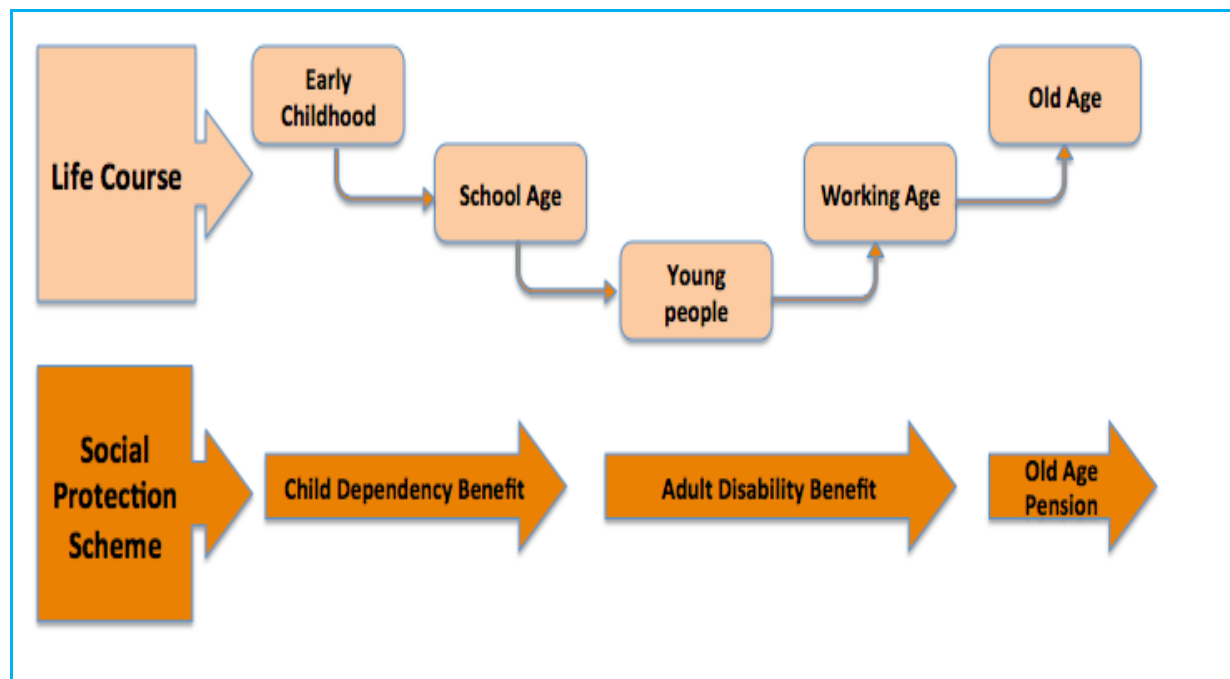 Life Course
Early
Childhood
School Age
Young
people
Working Age
Old Age
Social
Protection
Scheme
Child Dependency Benefit
Adult Disability Benefit
Old Age
Pension